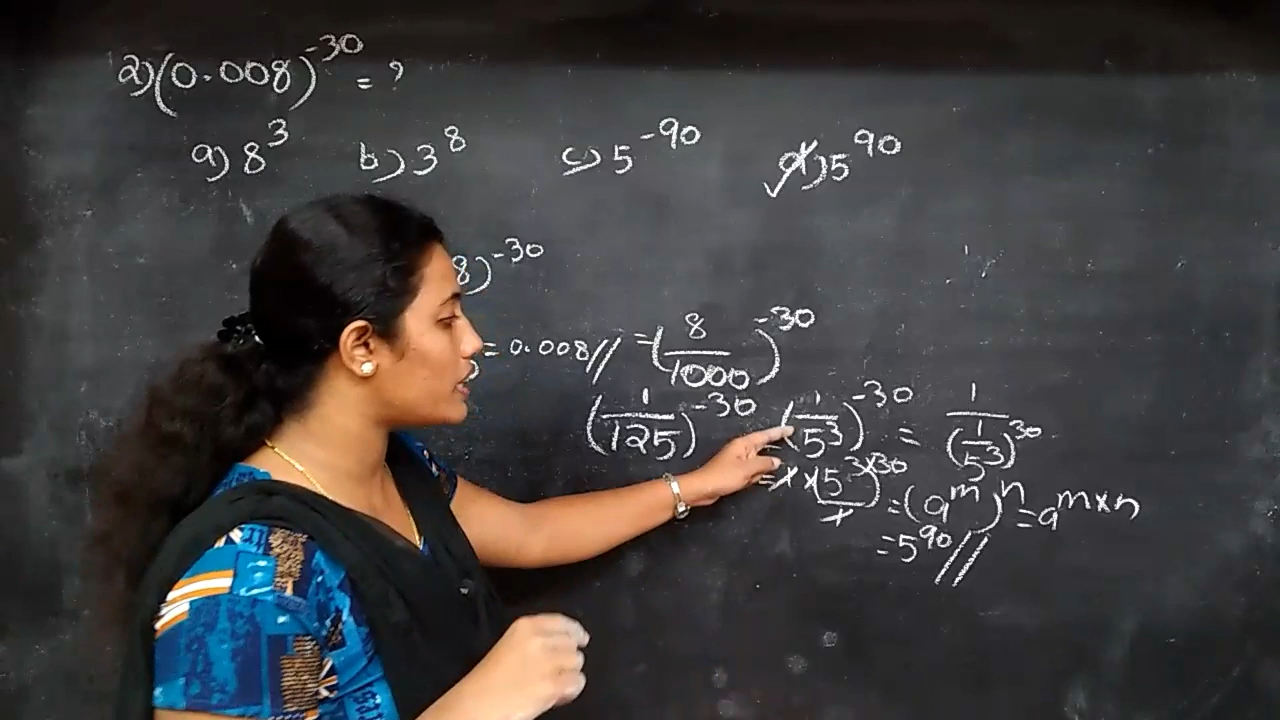 2) (0.008)^-30 = ?
a) 8^3 b) 3^8 c) 5^-90 d) 5^90
8)^-30
= 0.008// = (8/1000)^-30
(1/125)^-30 = (1/5^3)^-30 = 1/(1/5^3)^30
= 1 × (5^3×30/1) = (a^m)^n = a^m×n
= 5^90//